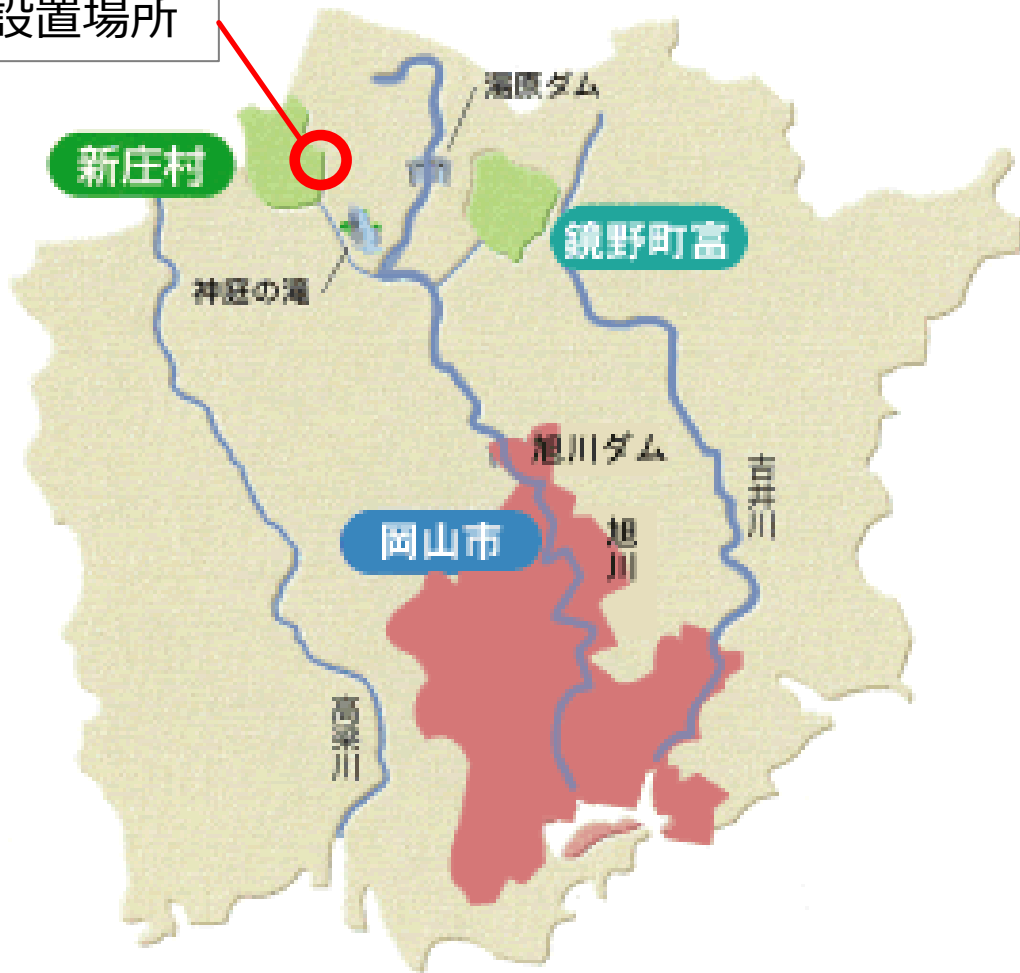 設置場所
湯原ダム
新庄村
鏡野町富
神庭の滝
旭川ダム
吉井川
岡山市
旭川
高梁川